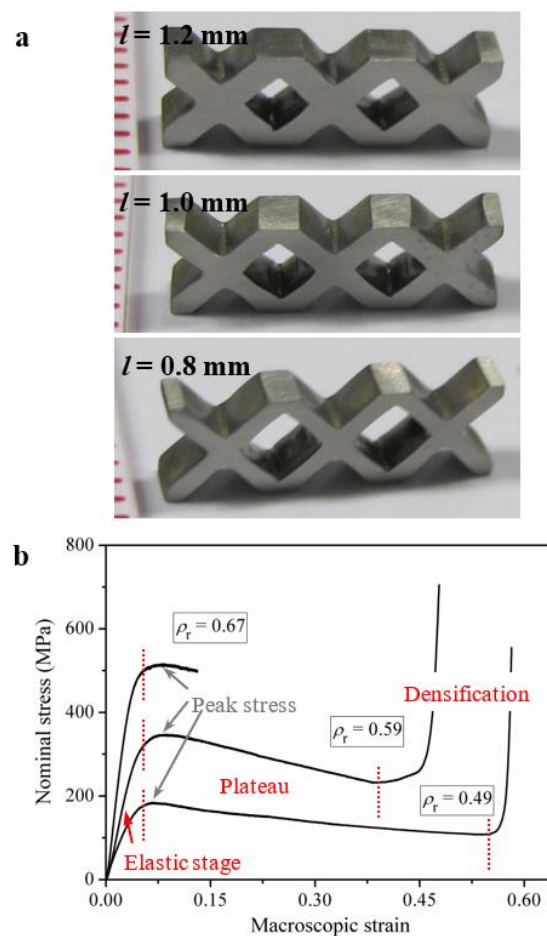 a
l = 1.2 mm
l = 1.0 mm
l = 0.8 mm
b
800
600
400
200
0
Nominal stress (MPa)
ρr = 0.67
Peak stress
Densification
ρr = 0.59
Plateau
ρr = 0.49
Elastic stage
0.00
0.15
0.30
0.45
0.60
Macroscopic strain